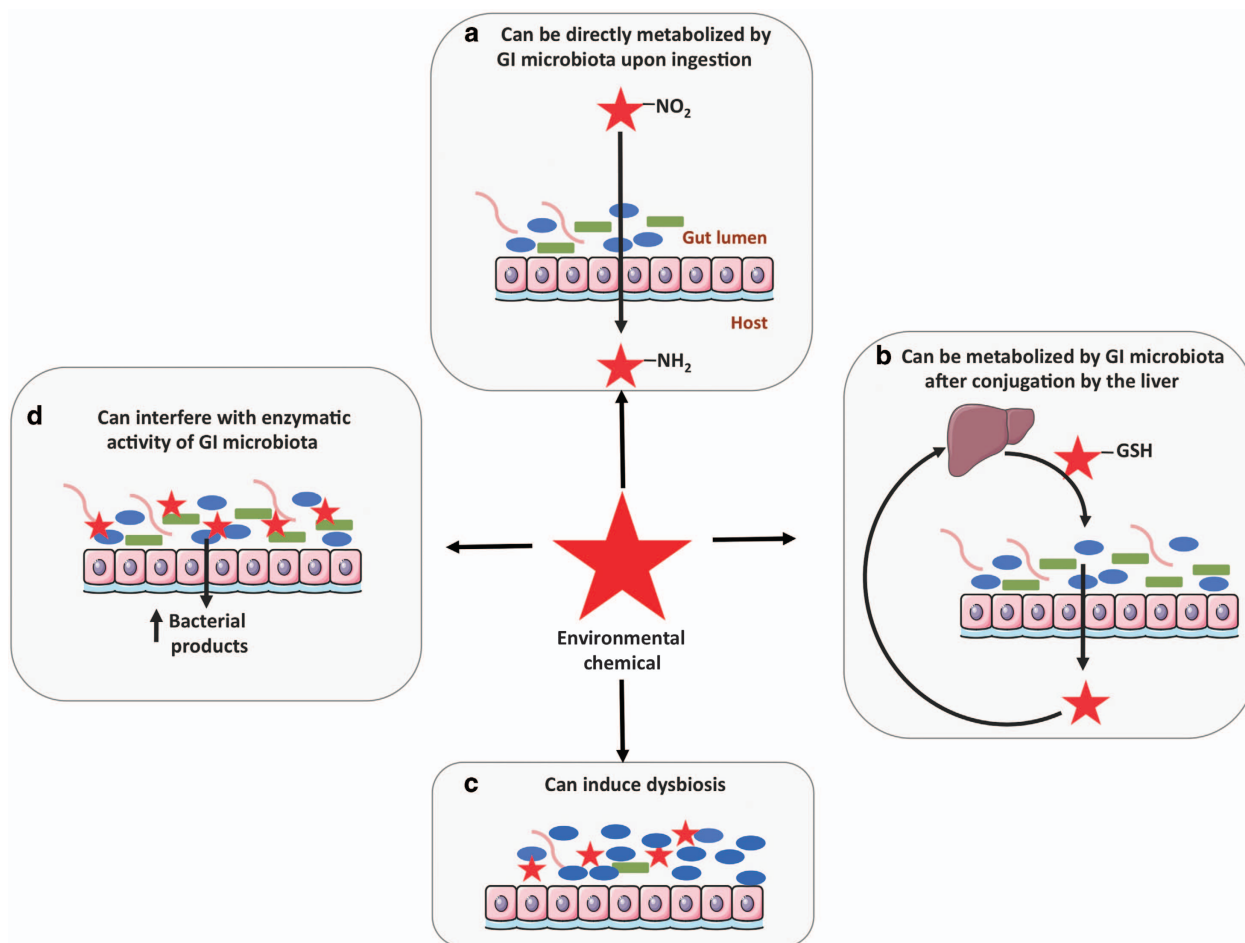 a Can be directly metabolized by
GI microbiota upon ingestion
NO₂
Gut lumen
Host
NH₂
b Can be metabolized by GI microbiota
after conjugation by the liver
GSH
d Can interfere with enzymatic
activity of GI microbiota
Bacterial
products
Environmental
chemical
c Can induce dysbiosis